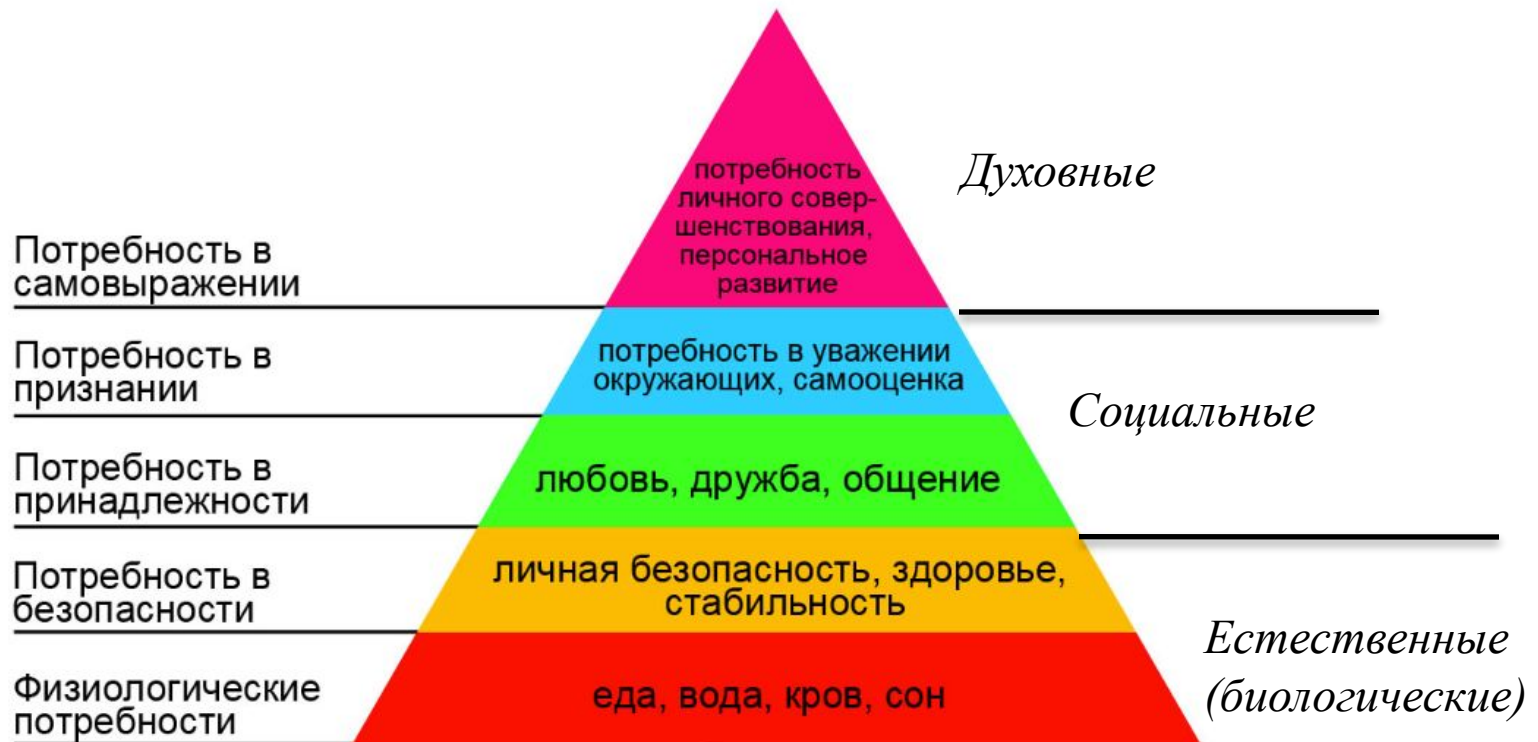 потребность
личного совер-
шенствования,
персональное
развитие
Духовные
Потребность в
самовыражении
потребность в уважении
окружающих, самооценка
Потребность в
признании
Социальные
любовь, дружба, общение
Потребность в
принадлежности
личная безопасность, здоровье,
стабильность
Потребность в
безопасности
Естественные
(биологические)
еда, вода, кров, сон
Физиологические
потребности